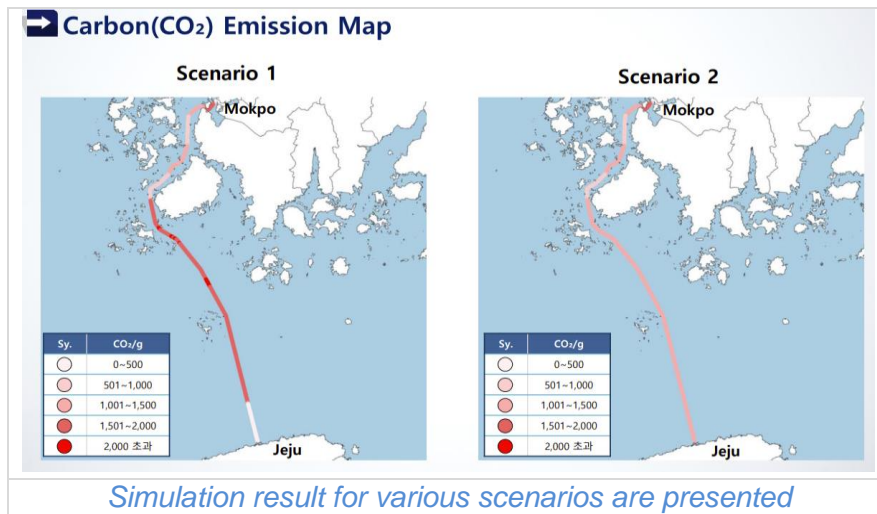 Carbon(CO₂) Emission Map
Scenario 1
Mokpo
Jeju
Sy. CO₂/g
0~500
501~1,000
1,001~1,500
1,501~2,000
2,000 초과
Scenario 2
Mokpo
Jeju
Sy. CO₂/g
0~500
501~1,000
1,001~1,500
1,501~2,000
2,000 초과
Simulation result for various scenarios are presented